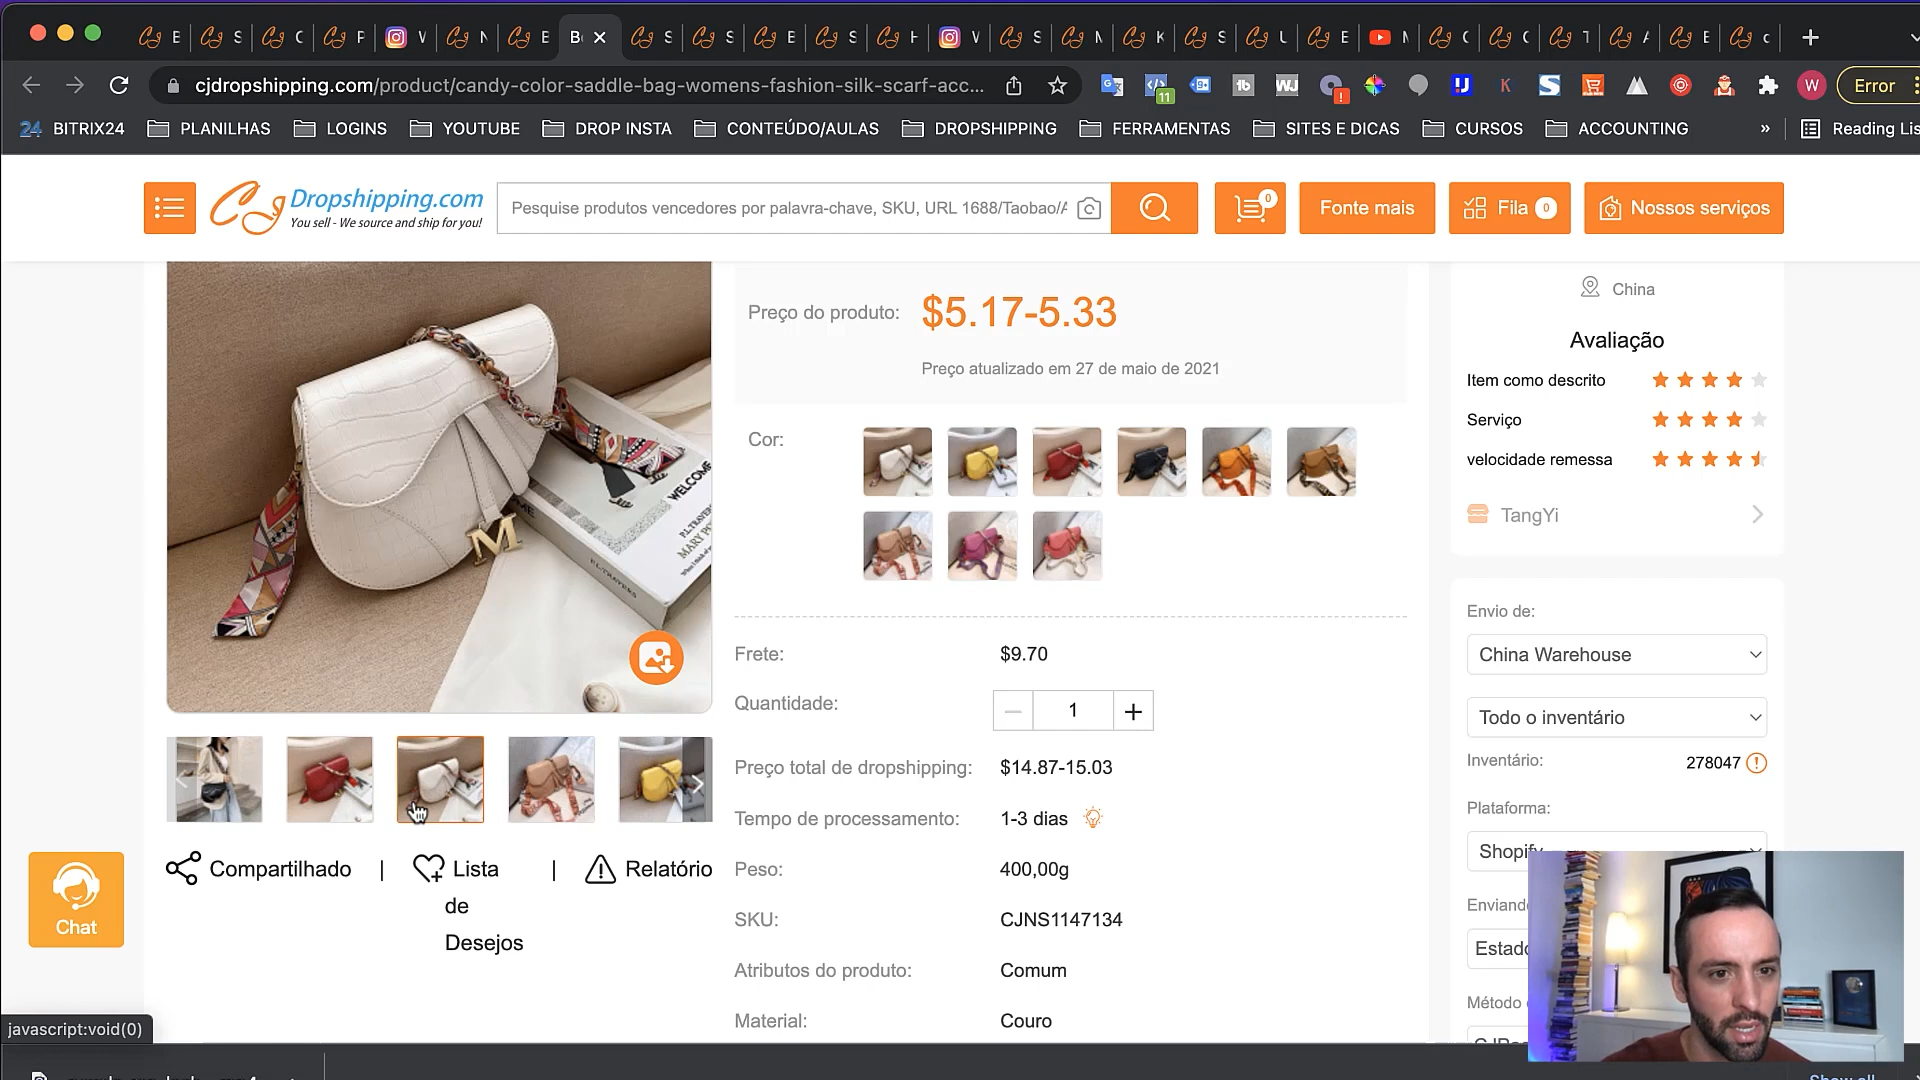 cjdropshipping.com/product/candy-color-saddle-bag-womens-fashion-silk-scarf-acc...
Error
BITRIX24
PLANILHAS
LOGINS
YOUTUBE
DROP INSTA
CONTEÚDO/AULAS
DROPSHIPPING
FERRAMENTAS
SITES E DICAS
CURSOS
ACCOUNTING
»
Reading Lis
Dropshipping.com
You sell - We source and ship for you!
Pesquise produtos vencedores por palavra-chave, SKU, URL 1688/Taobao/A
0
Fonte mais
Fila 0
Nossos serviços
Preço do produto: $5.17-5.33
Preço atualizado em 27 de maio de 2021
Cor:
Frete: $9.70
Quantidade: 1
Preço total de dropshipping: $14.87-15.03
Tempo de processamento: 1-3 dias
Peso: 400,00g
SKU: CJNS1147134
Atributos do produto: Comum
Material: Couro
WELCOME
MARY
M
Compartilhado | Lista de Desejos | Relatório
Chat
China
Avaliação
Item como descrito
Serviço
velocidade remessa
TangYi
Envio de:
China Warehouse
Todo o inventário
Inventário: 278047
Plataforma:
Shopify
Enviand
Estado
Método
javascript:void(0)